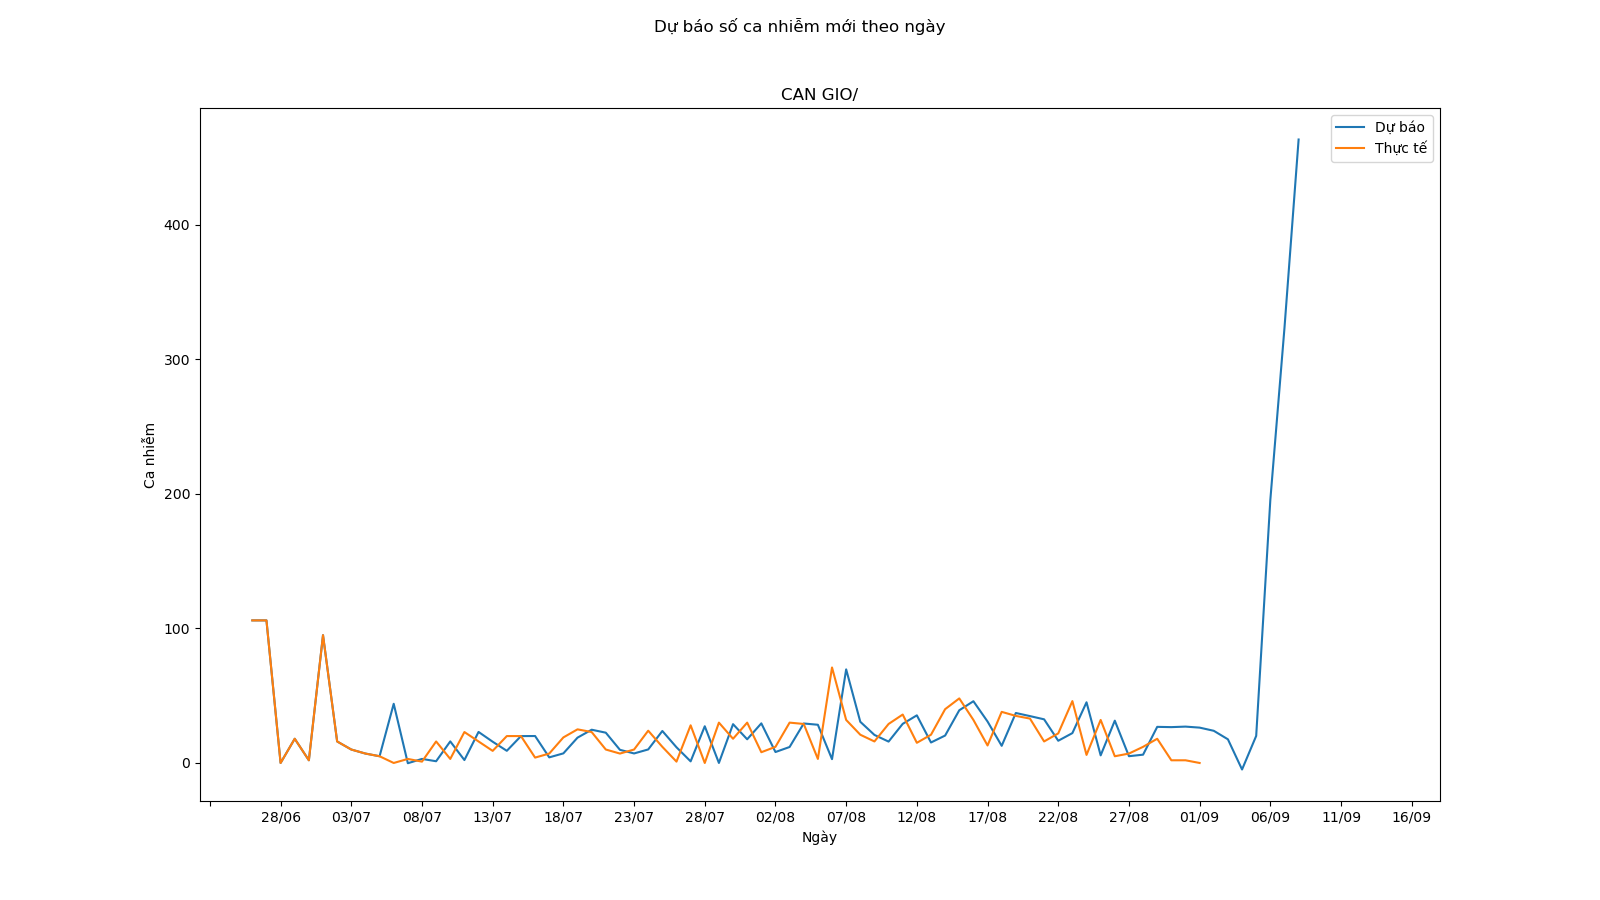 Dự báo số ca nhiễm mới theo ngày
CAN GIO/
Dự báo
Thực tế
Ca nhiễm
400
300
200
100
0
28/06 03/07 08/07 13/07 18/07 23/07 28/07 02/08 07/08 12/08 17/08 22/08 27/08 01/09 06/09 11/09 16/09
Ngày